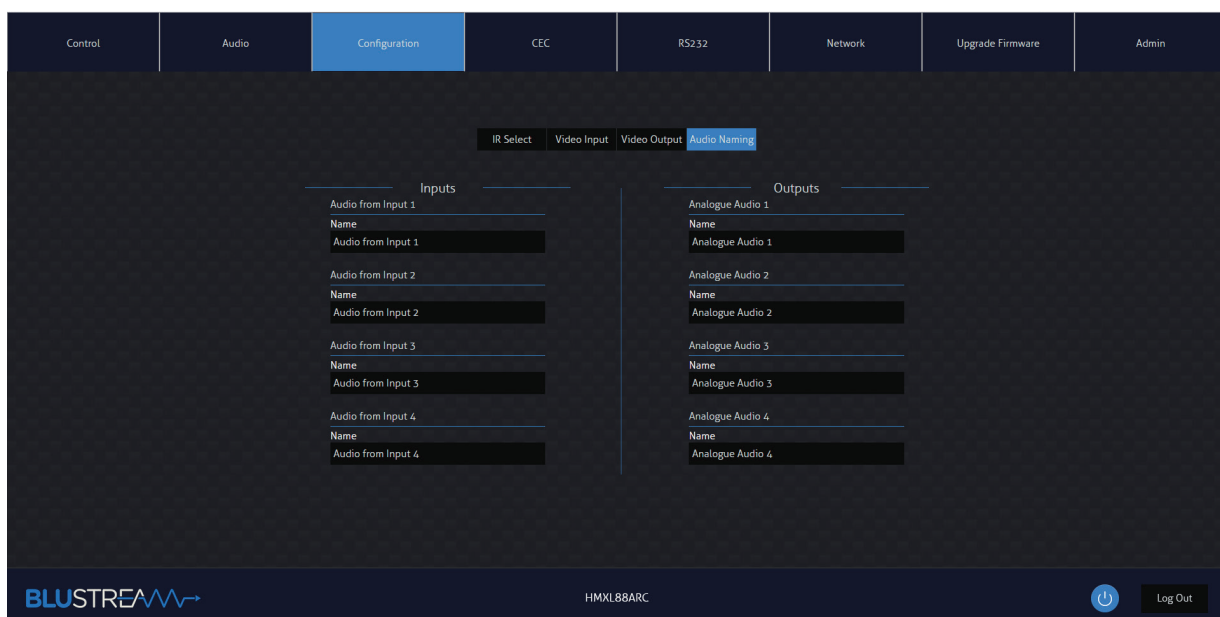 Control Audio Configuration CEC RS232 Network Upgrade Firmware Admin
IR Select Video Input Video Output Audio Naming
Inputs
Audio from Input 1
Name
Audio from Input 1
Audio from Input 2
Name
Audio from Input 2
Audio from Input 3
Name
Audio from Input 3
Audio from Input 4
Name
Audio from Input 4
Outputs
Analogue Audio 1
Name
Analogue Audio 1
Analogue Audio 2
Name
Analogue Audio 2
Analogue Audio 3
Name
Analogue Audio 3
Analogue Audio 4
Name
Analogue Audio 4
BLUSTREAM HMXL88ARC Log Out